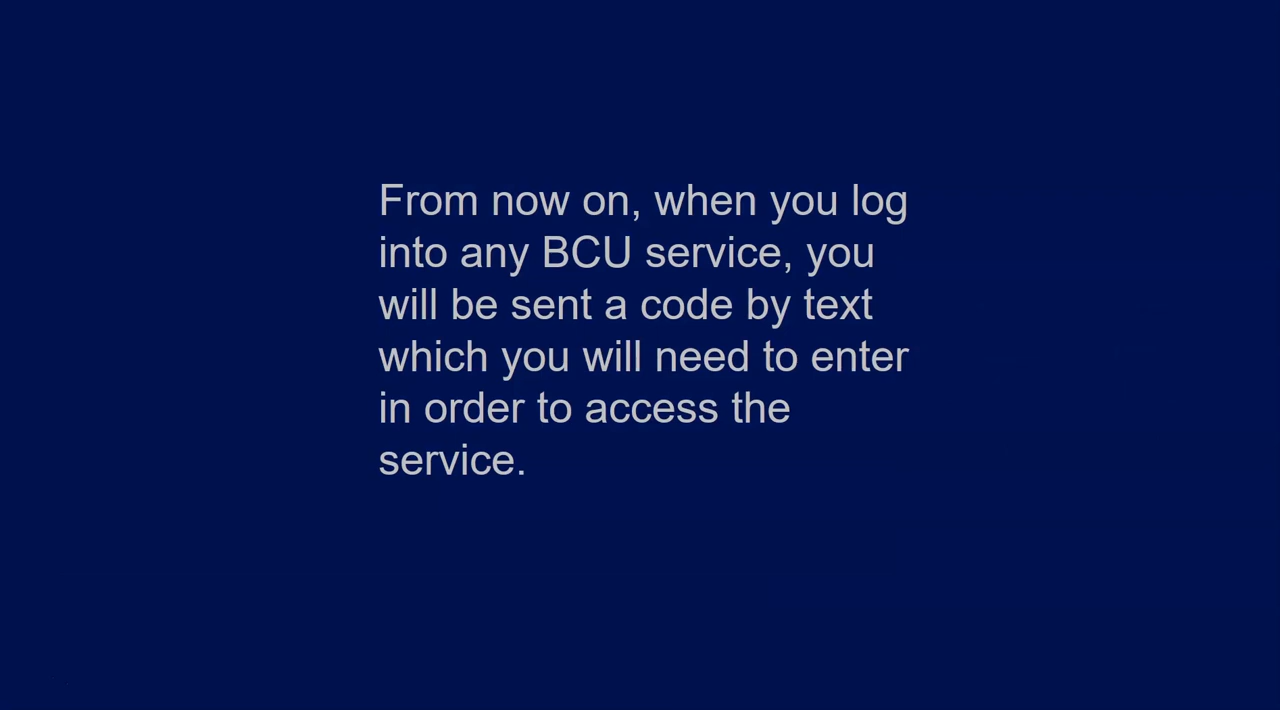 From now on, when you log
into any BCU service, you
will be sent a code by text
which you will need to enter
in order to access the
service.